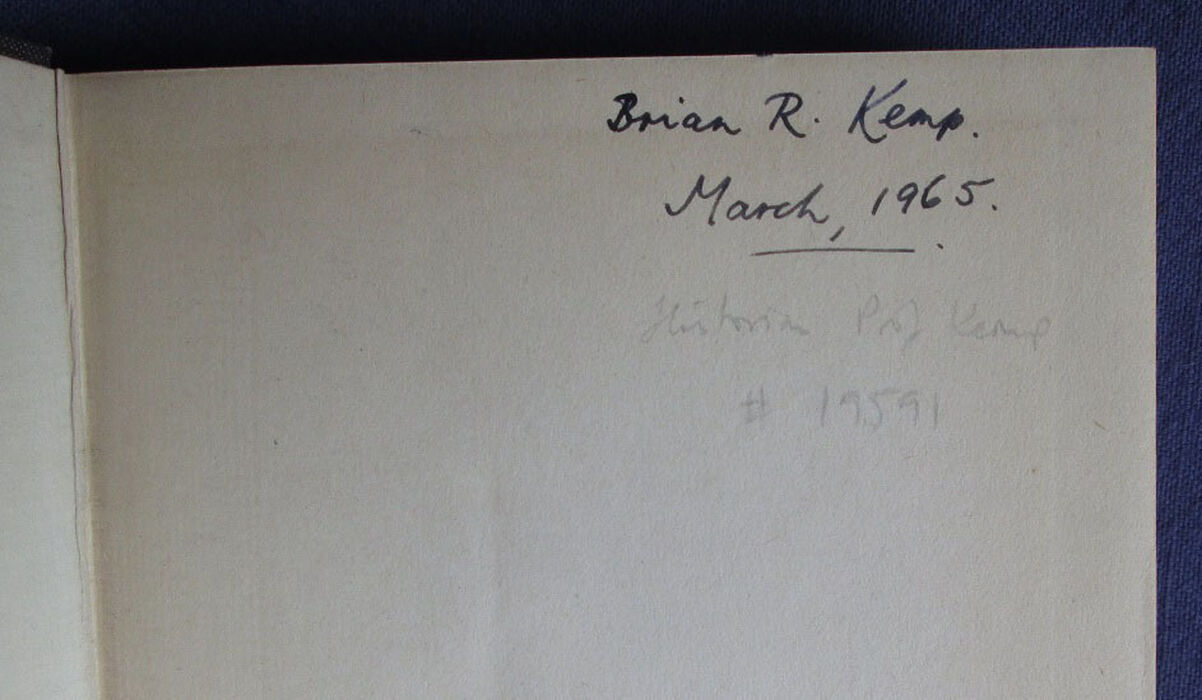 Brian R. Kemp.
March, 1965.
Historian Prof Kemp
# 19591